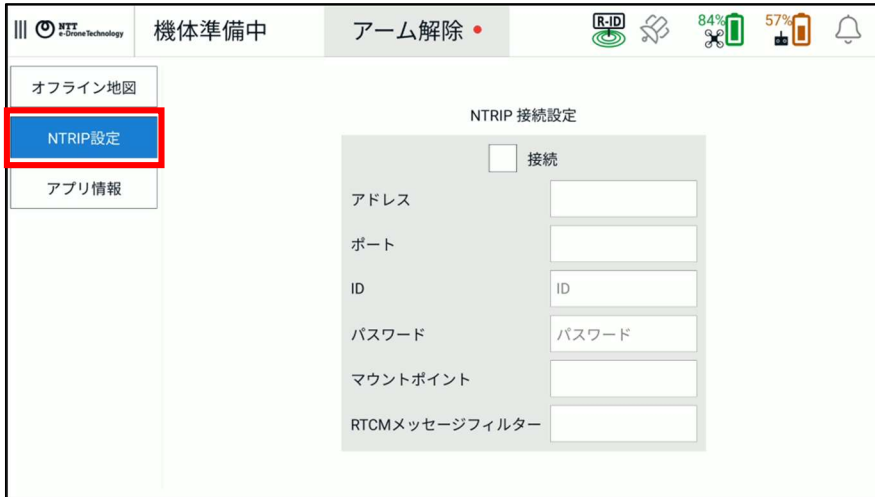 NTT
e-Drone Technology
機体準備中
アーム解除
R-ID
84%
57%
オフライン地図
NTRIP設定
アプリ情報
NTRIP 接続設定
接続
アドレス
ポート
ID
ID
パスワード
パスワード
マウントポイント
RTCMメッセージフィルター